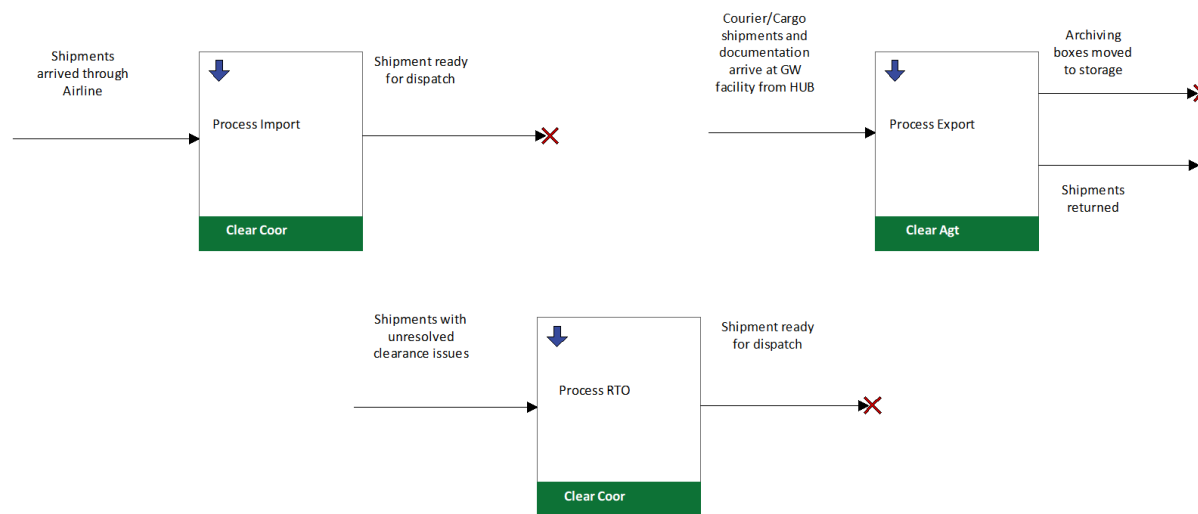 Shipments
arrived through
Airline
Process Import
Clear Coor
Shipment ready
for dispatch
Courier/Cargo
shipments and
documentation
arrive at GW
facility from HUB
Process Export
Clear Agt
Archiving
boxes moved
to storage
Shipments
returned
Shipments with
unresolved
clearance issues
Process RTO
Clear Coor
Shipment ready
for dispatch